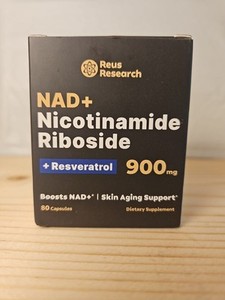 Reus
Research
NAD+
Nicotinamide
Riboside
+ Resveratrol 900mg
Boosts NAD+* | Skin Aging Support*
80 Capsules Dietary Supplement